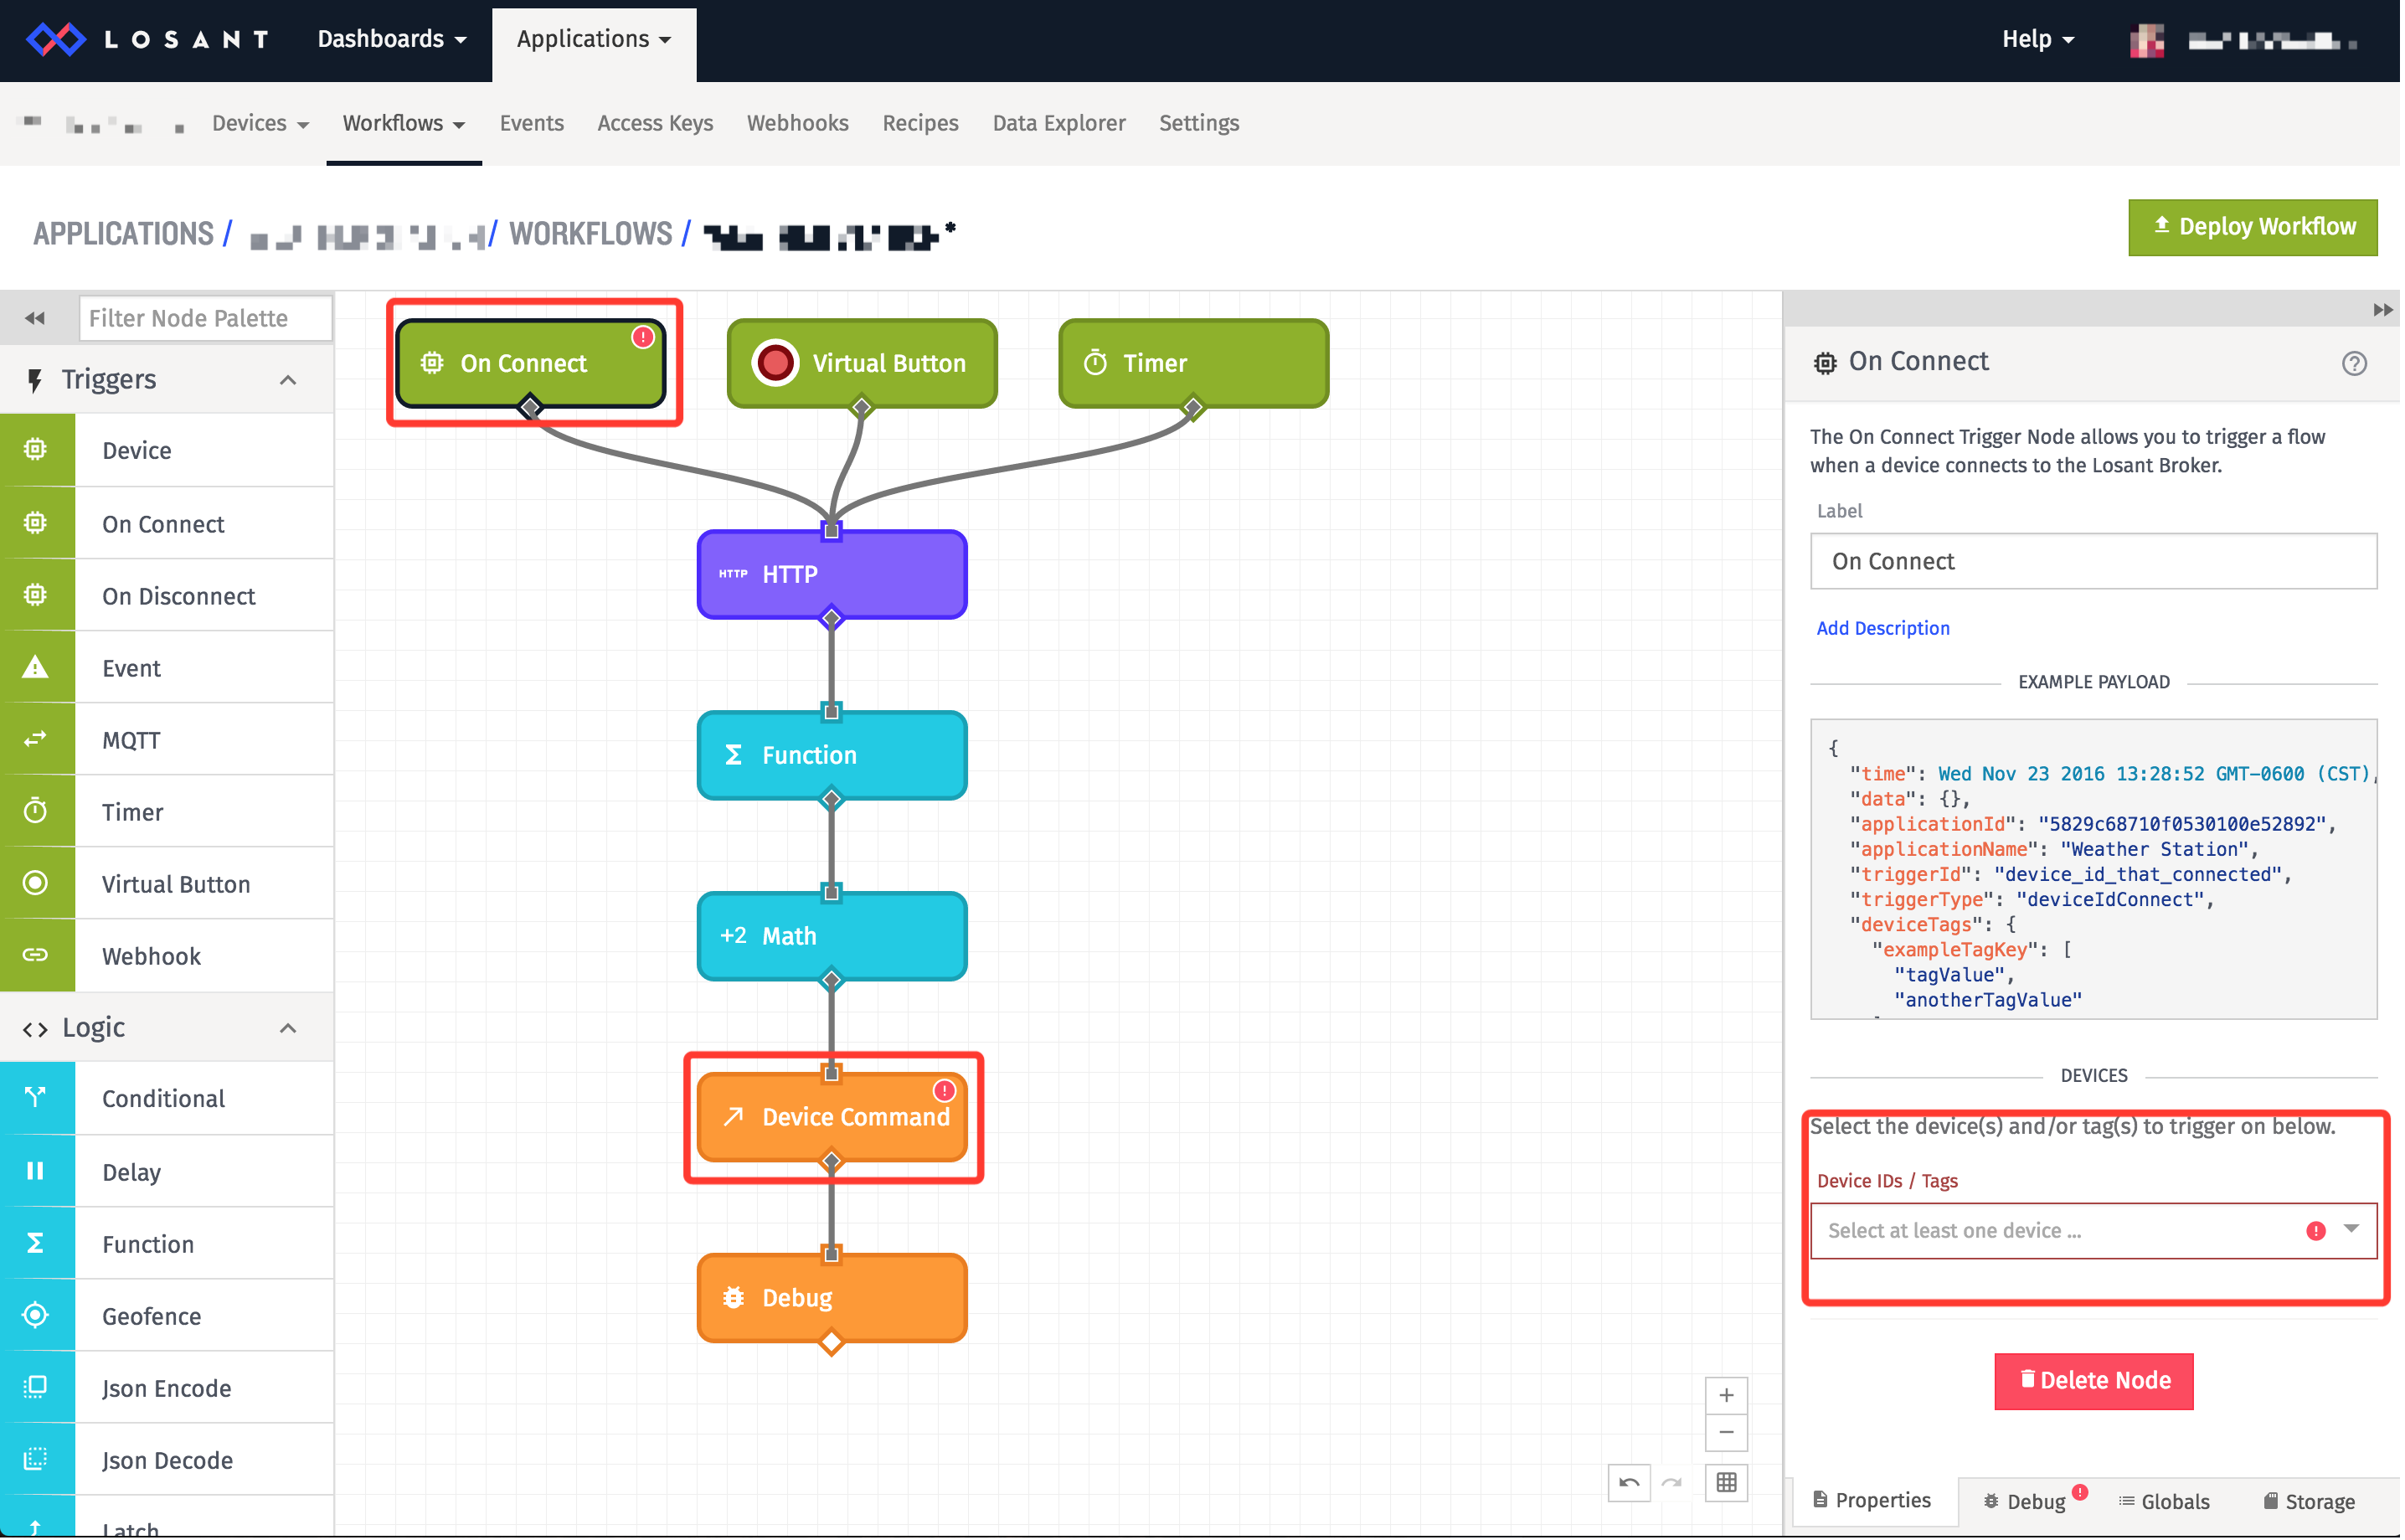 LOSANT
Dashboards
Applications
Help
Devices
Workflows
Events
Access Keys
Webhooks
Recipes
Data Explorer
Settings
APPLICATIONS /
/ WORKFLOWS /
*
Deploy Workflow
Filter Node Palette
Triggers
Device
On Connect
On Disconnect
Event
MQTT
Timer
Virtual Button
Webhook
Logic
Conditional
Delay
Function
Geofence
Json Encode
Json Decode
Latch
On Connect
Virtual Button
Timer
HTTP HTTP
Function
+2 Math
Device Command
Debug
On Connect
The On Connect Trigger Node allows you to trigger a flow
when a device connects to the Losant Broker.
Label
On Connect
Add Description
EXAMPLE PAYLOAD
{
"time": Wed Nov 23 2016 13:28:52 GMT-0600 (CST),
"data": {},
"applicationId": "5829c68710f0530100e52892",
"applicationName": "Weather Station",
"triggerId": "device_id_that_connected",
"triggerType": "deviceIdConnect",
"deviceTags": {
"exampleTagKey": [
"tagValue",
"anotherTagValue"
DEVICES
Select the device(s) and/or tag(s) to trigger on below.
Device IDs / Tags
Select at least one device ...
Delete Node
Properties
Debug
Globals
Storage